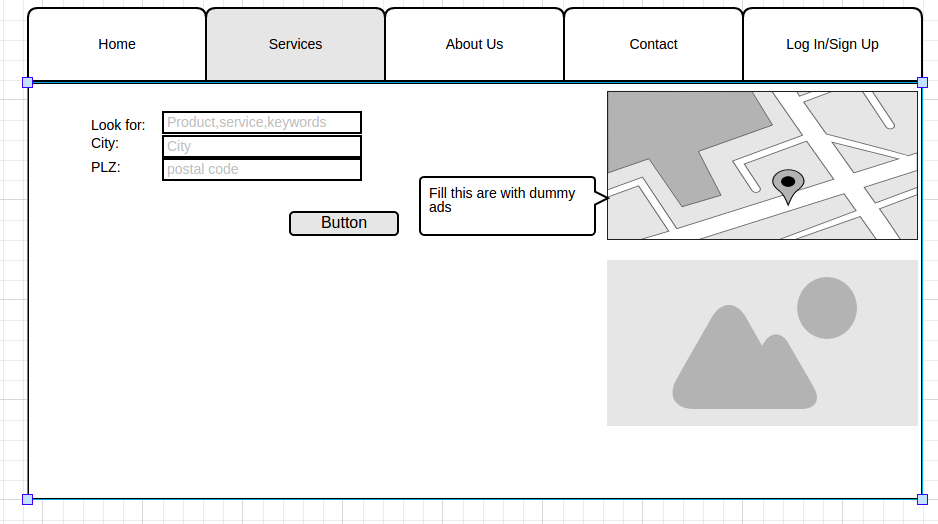 Home
Services
About Us
Contact
Log In/Sign Up
Look for:
Product,service,keywords
City:
City
PLZ:
postal code
Button
Fill this are with dummy
ads